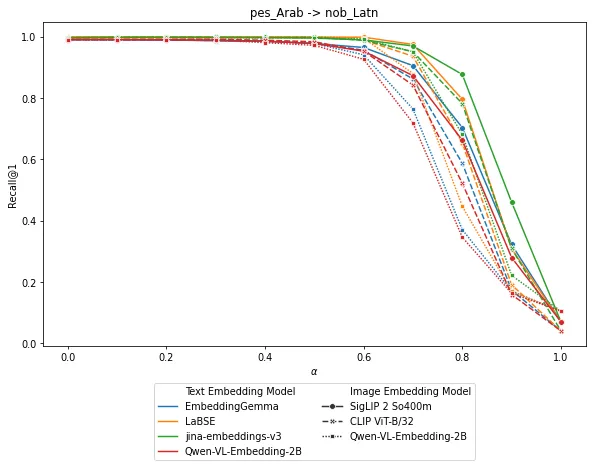 pes_Arab -> nob_Latn
1.0
0.8
0.6
0.4
0.2
0.0
Recall@1
0.0 0.2 0.4 0.6 0.8 1.0
α
Text Embedding Model
EmbeddingGemma
LaBSE
jina-embeddings-v3
Qwen-VL-Embedding-2B
Image Embedding Model
SigLIP 2 So400m
CLIP ViT-B/32
Qwen-VL-Embedding-2B